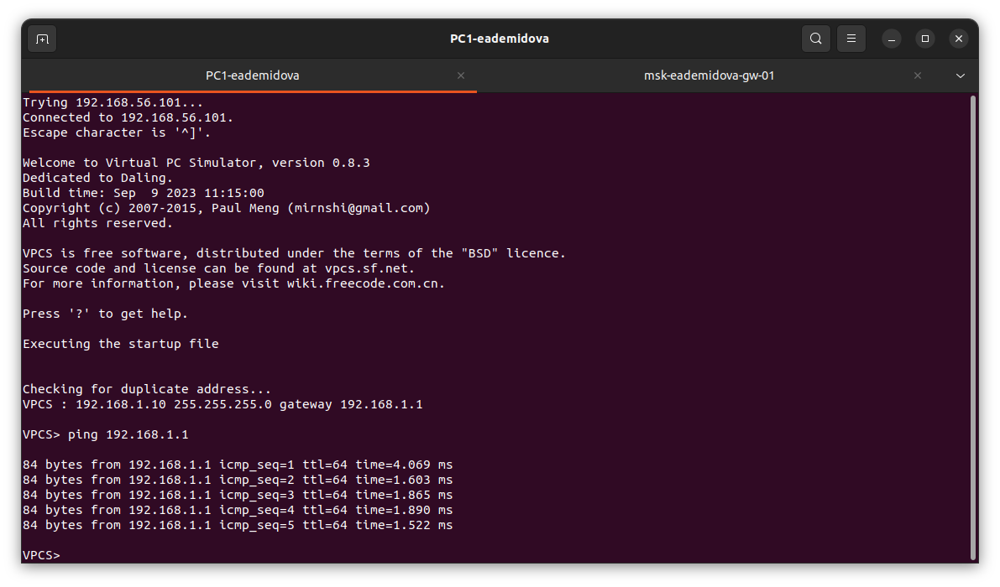 PC1-eademidova
PC1-eademidova
msk-eademidova-gw-01
Trying 192.168.56.101...
Connected to 192.168.56.101.
Escape character is '^]'.
Welcome to Virtual PC Simulator, version 0.8.3
Dedicated to Daling.
Build time: Sep  9 2023 11:15:00
Copyright (c) 2007-2015, Paul Meng (mirnshi@gmail.com)
All rights reserved.
VPCS is free software, distributed under the terms of the "BSD" licence.
Source code and license can be found at vpcs.sf.net.
For more information, please visit wiki.freecode.com.cn.
Press '?' to get help.
Executing the startup file
Checking for duplicate address...
VPCS : 192.168.1.10 255.255.255.0 gateway 192.168.1.1
VPCS> ping 192.168.1.1
84 bytes from 192.168.1.1 icmp_seq=1 ttl=64 time=4.069 ms
84 bytes from 192.168.1.1 icmp_seq=2 ttl=64 time=1.603 ms
84 bytes from 192.168.1.1 icmp_seq=3 ttl=64 time=1.865 ms
84 bytes from 192.168.1.1 icmp_seq=4 ttl=64 time=1.890 ms
84 bytes from 192.168.1.1 icmp_seq=5 ttl=64 time=1.522 ms
VPCS>